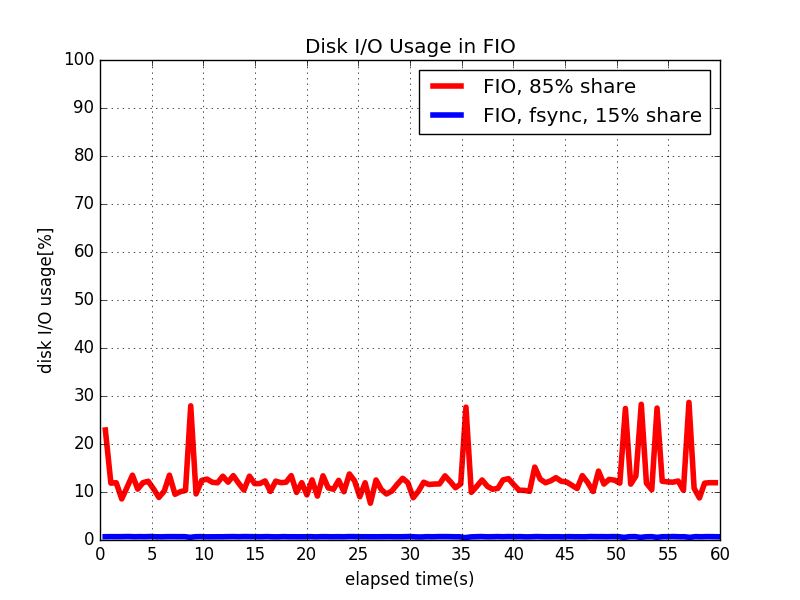 Disk I/O Usage in FIO
FIO, 85% share
FIO, fsync, 15% share
disk I/O usage[%]
100
90
80
70
60
50
40
30
20
10
0
0 5 10 15 20 25 30 35 40 45 50 55 60
elapsed time(s)